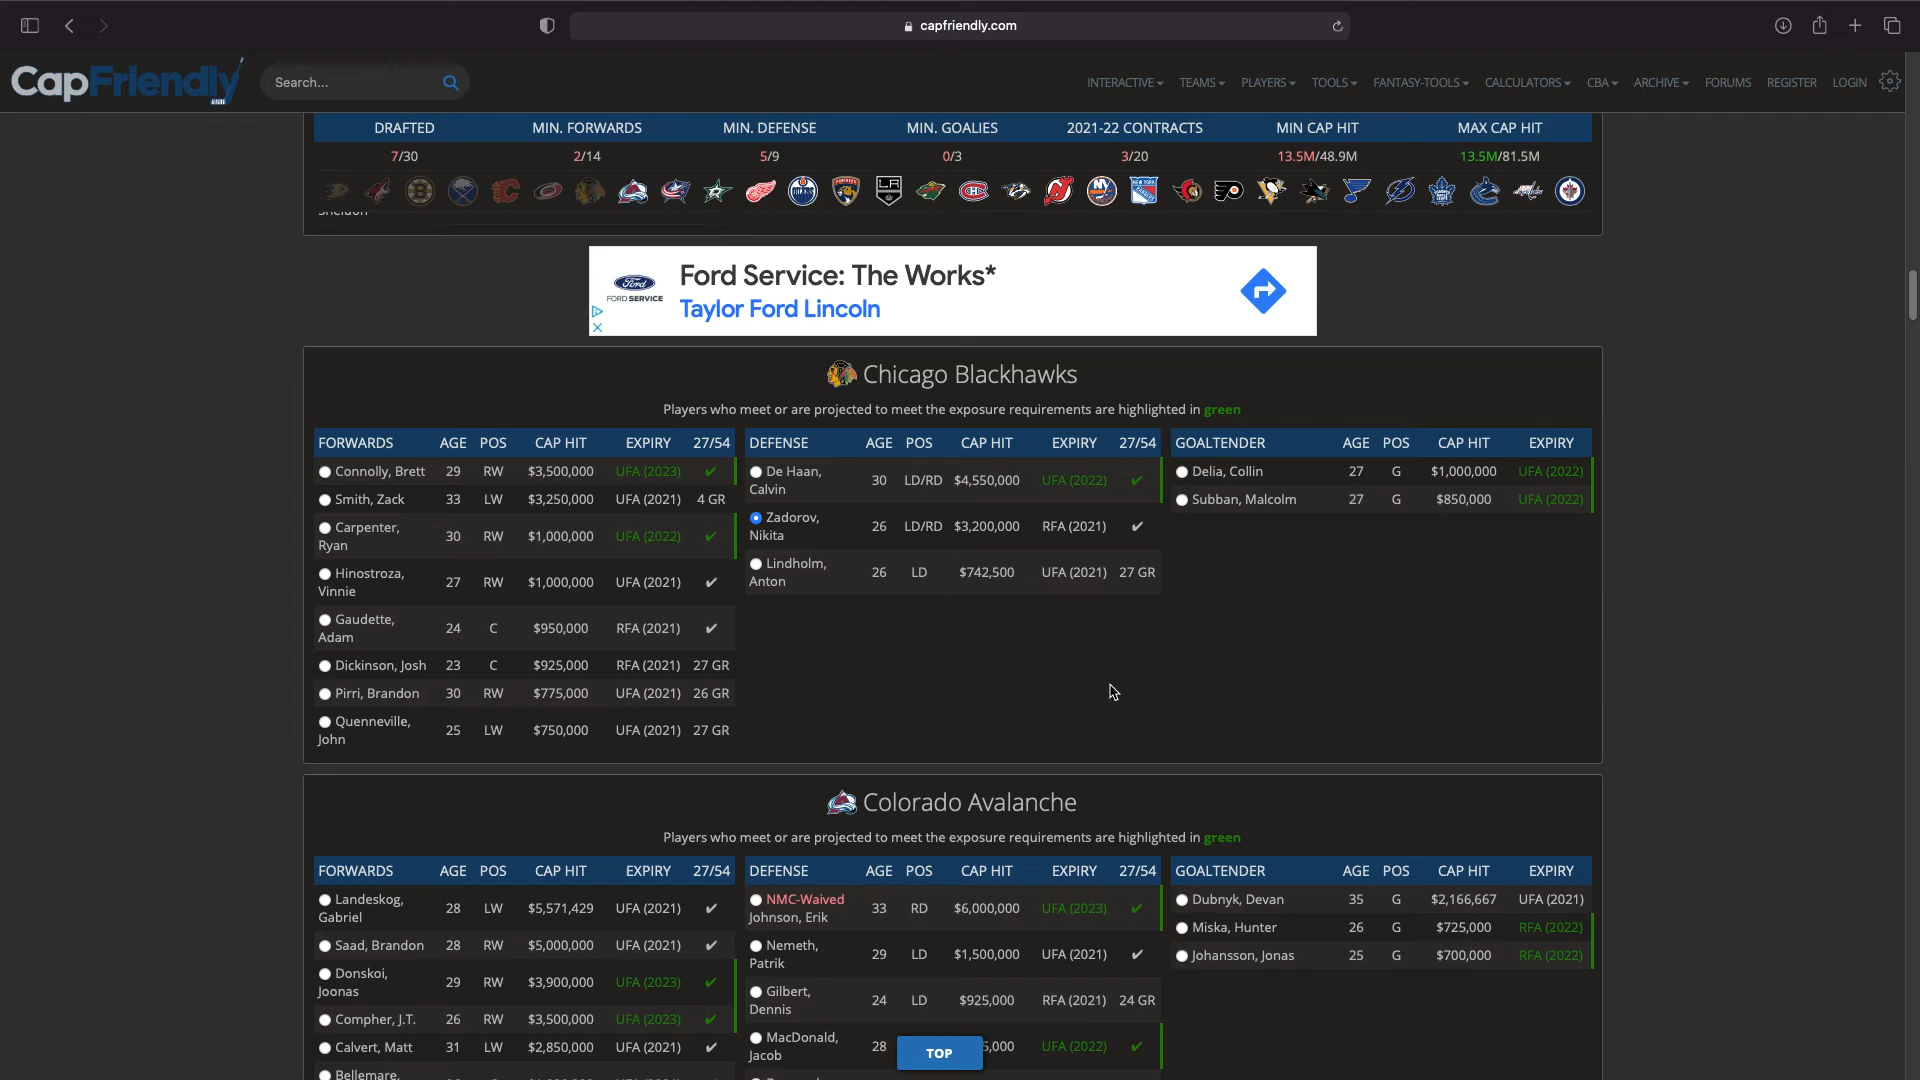 capfriendly.com
CapFriendly
Search...
INTERACTIVE TEAMS PLAYERS TOOLS FANTASY-TOOLS CALCULATORS CBA ARCHIVE FORUMS REGISTER LOGIN
DRAFTED MIN. FORWARDS MIN. DEFENSE MIN. GOALIES 2021-22 CONTRACTS MIN CAP HIT MAX CAP HIT
7/30 2/14 5/9 0/3 3/20 13.5M/48.9M 13.5M/81.5M
Sheldon
Ford Service: The Works*
Taylor Ford Lincoln
Ford
FORD SERVICE
Chicago Blackhawks
Players who meet or are projected to meet the exposure requirements are highlighted in green
FORWARDS AGE POS CAP HIT EXPIRY 27/54
Connolly, Brett 29 RW $3,500,000 UFA (2023) ✔
Smith, Zack 33 LW $3,250,000 UFA (2021) 4 GR
Carpenter, Ryan 30 RW $1,000,000 UFA (2022) ✔
Hinostroza, Vinnie 27 RW $1,000,000 UFA (2021) ✔
Gaudette, Adam 24 C $950,000 RFA (2021) ✔
Dickinson, Josh 23 C $925,000 RFA (2021) 27 GR
Pirri, Brandon 30 RW $775,000 UFA (2021) 26 GR
Quenneville, John 25 LW $750,000 UFA (2021) 27 GR
DEFENSE AGE POS CAP HIT EXPIRY 27/54
De Haan, Calvin 30 LD/RD $4,550,000 UFA (2022) ✔
Zadorov, Nikita 26 LD/RD $3,200,000 RFA (2021) ✔
Lindholm, Anton 26 LD $742,500 UFA (2021) 27 GR
GOALTENDER AGE POS CAP HIT EXPIRY
Delia, Collin 27 G $1,000,000 UFA (2022)
Subban, Malcolm 27 G $850,000 UFA (2022)
Colorado Avalanche
Players who meet or are projected to meet the exposure requirements are highlighted in green
FORWARDS AGE POS CAP HIT EXPIRY 27/54
Landeskog, Gabriel 28 LW $5,571,429 UFA (2021) ✔
Saad, Brandon 28 RW $5,000,000 UFA (2021) ✔
Donskoi, Joonas 29 RW $3,900,000 UFA (2023) ✔
Compher, J.T. 26 RW $3,500,000 UFA (2023) ✔
Calvert, Matt 31 LW $2,850,000 UFA (2021) ✔
Bellemare,
DEFENSE AGE POS CAP HIT EXPIRY 27/54
NMC-Waived Johnson, Erik 33 RD $6,000,000 UFA (2023) ✔
Nemeth, Patrik 29 LD $1,500,000 UFA (2021) ✔
Gilbert, Dennis 24 LD $925,000 RFA (2021) 24 GR
MacDonald, Jacob 28 5,000 UFA (2022) ✔
GOALTENDER AGE POS CAP HIT EXPIRY
Dubnyk, Devan 35 G $2,166,667 UFA (2021)
Miska, Hunter 26 G $725,000 RFA (2022)
Johansson, Jonas 25 G $700,000 RFA (2022)
TOP